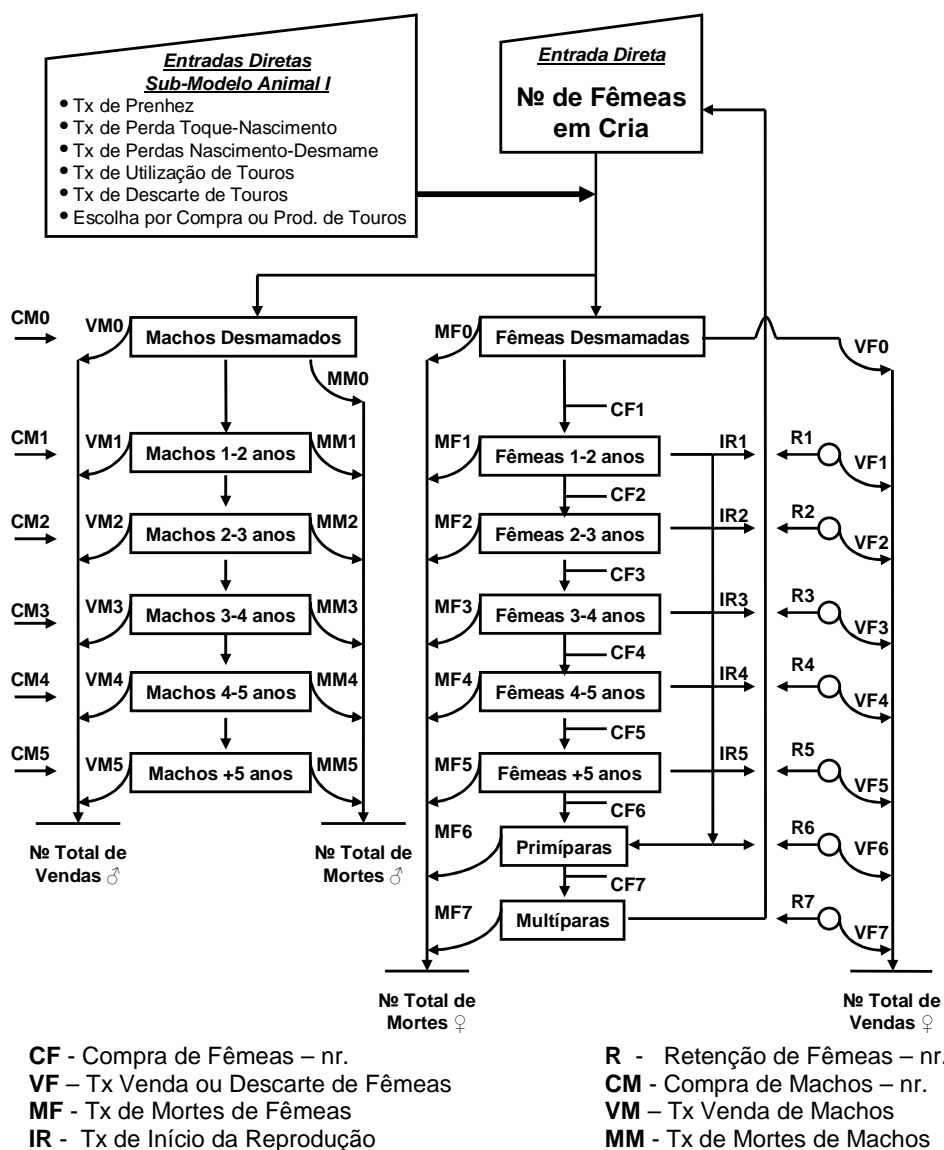 Entradas Diretas
Sub-Modelo Animal I
• Tx de Prenhez
• Tx de Perda Toque-Nascimento
• Tx de Perdas Nascimento-Desmame
• Tx de Utilização de Touros
• Tx de Descarte de Touros
• Escolha por Compra ou Prod. de Touros
Entrada Direta
Nº de Fêmeas
em Cria
CM0
VM0
Machos Desmamados
MM0
MF0
Fêmeas Desmamadas
VF0
CF1
CM1
VM1
Machos 1-2 anos
MM1
MF1
Fêmeas 1-2 anos
IR1
R1
VF1
CF2
CM2
VM2
Machos 2-3 anos
MM2
MF2
Fêmeas 2-3 anos
IR2
R2
VF2
CF3
CM3
VM3
Machos 3-4 anos
MM3
MF3
Fêmeas 3-4 anos
IR3
R3
VF3
CF4
CM4
VM4
Machos 4-5 anos
MM4
MF4
Fêmeas 4-5 anos
IR4
R4
VF4
CF5
CM5
VM5
Machos +5 anos
MM5
MF5
Fêmeas +5 anos
IR5
R5
VF5
CF6
MF6
Primíparas
R6
VF6
CF7
MF7
Multíparas
R7
VF7
Nº Total de
Vendas ♂
Nº Total de
Mortes ♂
Nº Total de
Mortes ♀
Nº Total de
Vendas ♀
CF - Compra de Fêmeas – nr.
VF – Tx Venda ou Descarte de Fêmeas
MF - Tx de Mortes de Fêmeas
IR - Tx de Início da Reprodução
R - Retenção de Fêmeas – nr.
CM - Compra de Machos – nr.
VM – Tx Venda de Machos
MM - Tx de Mortes de Machos